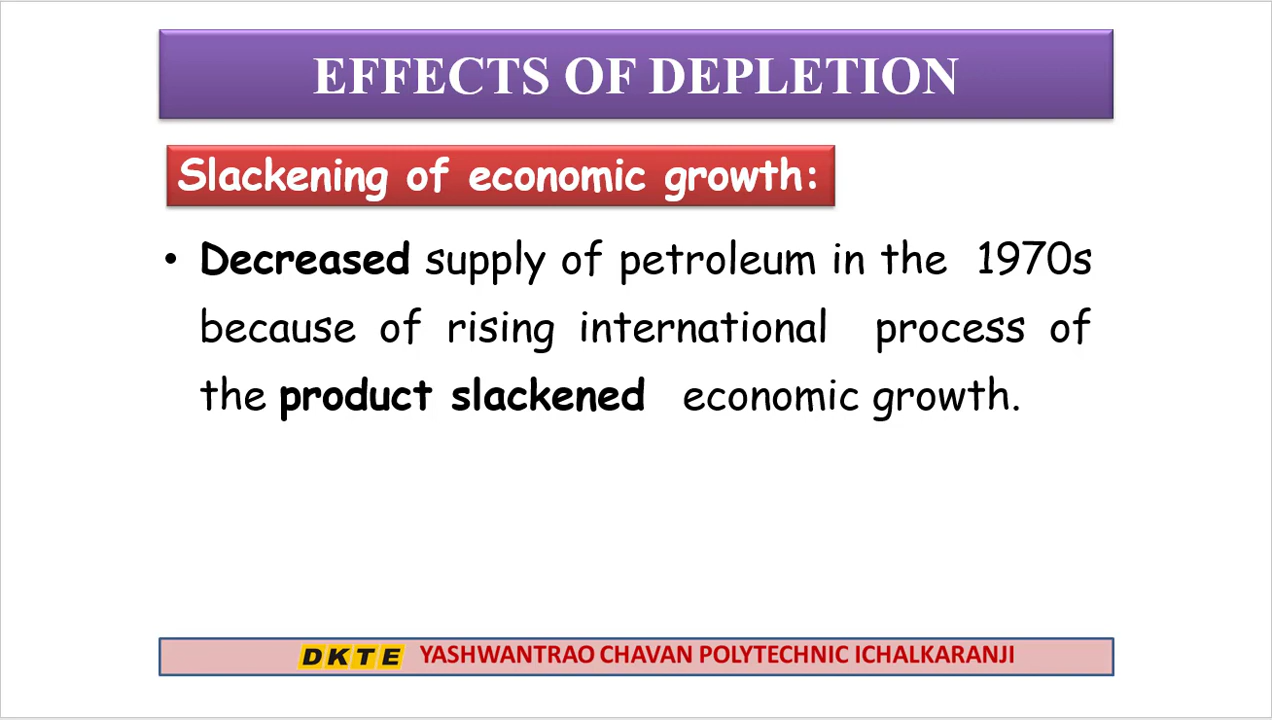 EFFECTS OF DEPLETION
Slackening of economic growth:
• Decreased supply of petroleum in the 1970s
because of rising international process of
the product slackened economic growth.
DKTE YASHWANTRAO CHAVAN POLYTECHNIC ICHALKARANJI